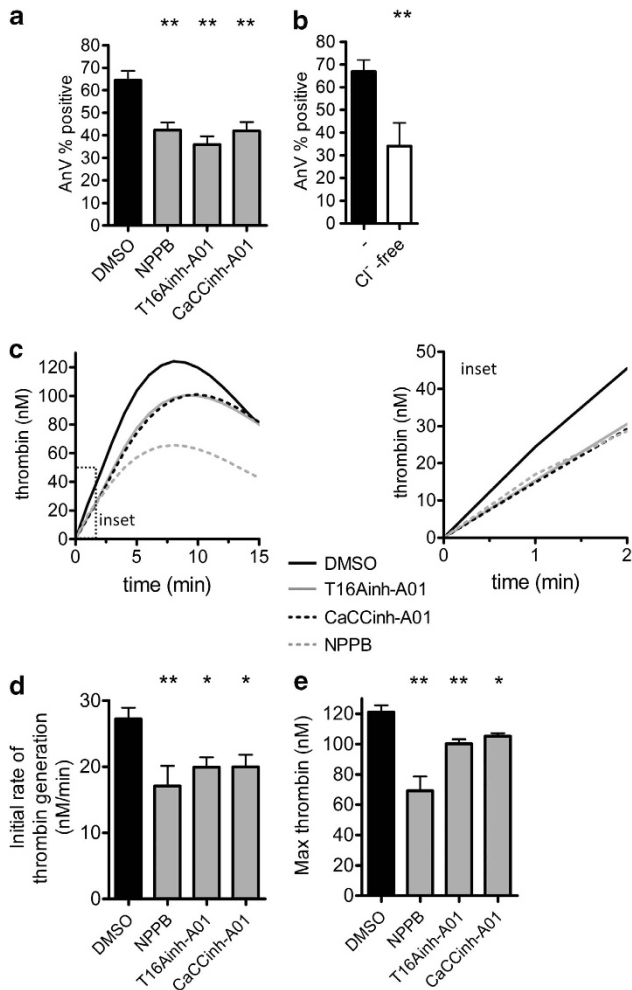 a
** ** **
AnV % positive
80
70
60
50
40
30
20
10
0
DMSO
NPPB
T16Ainh-A01
CaCCinh-A01
b
**
AnV % positive
80
70
60
50
40
30
20
10
0
-
Cl⁻-free
c
thrombin (nM)
120
100
80
60
40
20
0
inset
0 5 10 15
time (min)
inset
thrombin (nM)
50
40
30
20
10
0
0 1 2
time (min)
DMSO
T16Ainh-A01
CaCCinh-A01
NPPB
d
** * *
Initial rate of
thrombin generation
(nM/min)
30
20
10
0
DMSO
NPPB
T16Ainh-A01
CaCCinh-A01
e
** ** *
Max thrombin (nM)
120
100
80
60
40
20
0
DMSO
NPPB
T16Ainh-A01
CaCCinh-A01